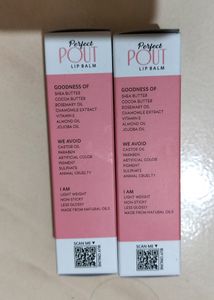 Perfect
POUT
LIP BALM
GOODNESS OF
SHEA BUTTER
COCOA BUTTER
ROSEMARY OIL
CHAMOMILE EXTRACT
VITAMIN E
ALMOND OIL
JOJOBA OIL
WE AVOID
CASTOR OIL
PARABEN
ARTIFICIAL COLOR
PIGMENT
SULPHATE
ANIMAL CRUELTY
I AM
LIGHT WEIGHT
NON-STICKY
LESS GLOSSY
MADE FROM NATURAL OILS
SCAN ME
Perfect
POUT
LIP BALM
GOODNESS OF
SHEA BUTTER
COCOA BUTTER
ROSEMARY OIL
CHAMOMILE EXTRACT
VITAMIN E
ALMOND OIL
JOJOBA OIL
WE AVOID
CASTOR OIL
PARABEN
ARTIFICIAL COLOR
PIGMENT
SULPHATE
ANIMAL CRUELTY
I AM
LIGHT WEIGHT
NON-STICKY
LESS GLOSSY
MADE FROM NATURAL OILS
SCAN ME